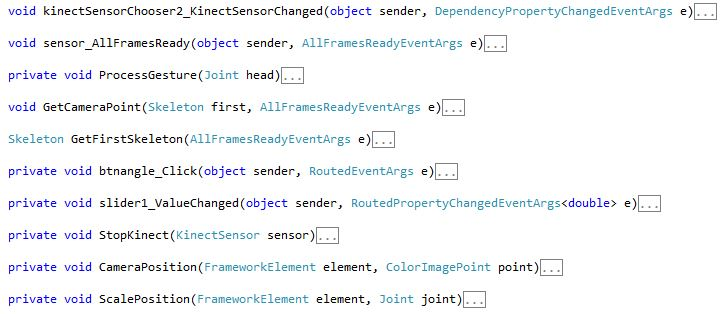 void kinectSensorChooser2_KinectSensorChanged(object sender, DependencyPropertyChangedEventArgs e)...
void sensor_AllFramesReady(object sender, AllFramesReadyEventArgs e)...
private void ProcessGesture(Joint head)...
void GetCameraPoint(Skeleton first, AllFramesReadyEventArgs e)...
Skeleton GetFirstSkeleton(AllFramesReadyEventArgs e)...
private void btnangle_Click(object sender, RoutedEventArgs e)...
private void slider1_ValueChanged(object sender, RoutedPropertyChangedEventArgs<double> e)...
private void StopKinect(KinectSensor sensor)...
private void CameraPosition(FrameworkElement element, ColorImagePoint point)...
private void ScalePosition(FrameworkElement element, Joint joint)...